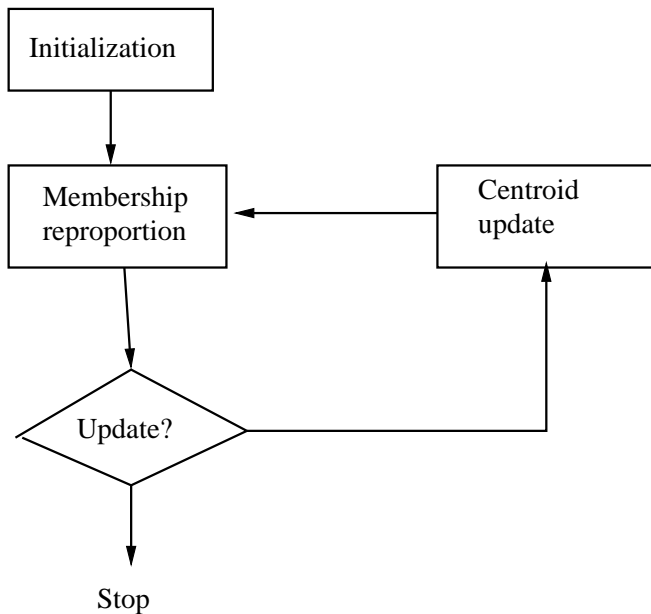 Initialization
Membership
reproportion
Centroid
update
Update?
Stop